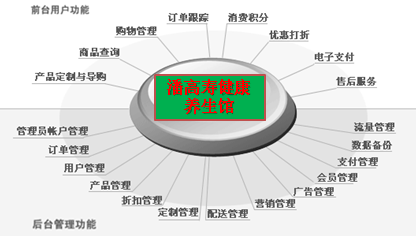 前台用户功能
订单跟踪
消费积分
购物管理
优惠打折
商品查询
电子支付
产品定制与导购
售后服务
潘高寿健康
养生馆
管理员帐户管理
流量管理
订单管理
数据备份
用户管理
支付管理
产品管理
会员管理
折扣管理
广告管理
定制管理
配送管理
营销管理
后台管理功能